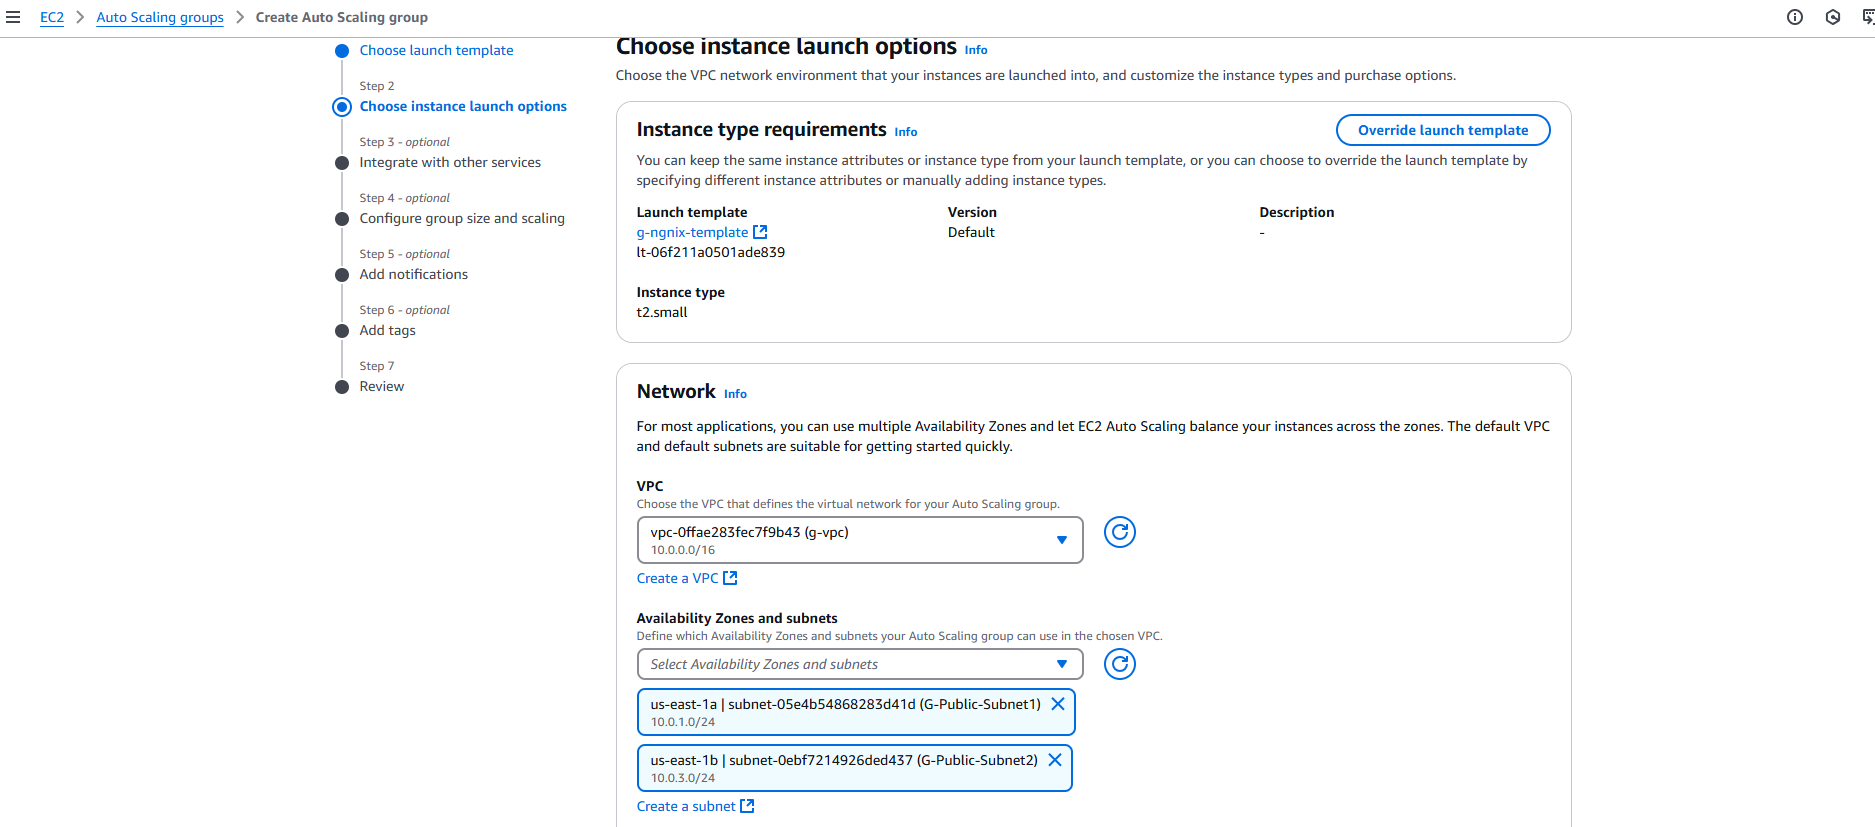 EC2 > Auto Scaling groups > Create Auto Scaling group
Choose launch template
Step 2
Choose instance launch options
Step 3 - optional
Integrate with other services
Step 4 - optional
Configure group size and scaling
Step 5 - optional
Add notifications
Step 6 - optional
Add tags
Step 7
Review
Choose instance launch options Info
Choose the VPC network environment that your instances are launched into, and customize the instance types and purchase options.
Instance type requirements Info
Override launch template
You can keep the same instance attributes or instance type from your launch template, or you can choose to override the launch template by
specifying different instance attributes or manually adding instance types.
Launch template
g-ngnix-template
lt-06f211a0501ade839
Version
Default
Description
-
Instance type
t2.small
Network Info
For most applications, you can use multiple Availability Zones and let EC2 Auto Scaling balance your instances across the zones. The default VPC
and default subnets are suitable for getting started quickly.
VPC
Choose the VPC that defines the virtual network for your Auto Scaling group.
vpc-0ffae283fec7f9b43 (g-vpc)
10.0.0.0/16
Create a VPC
Availability Zones and subnets
Define which Availability Zones and subnets your Auto Scaling group can use in the chosen VPC.
Select Availability Zones and subnets
us-east-1a | subnet-05e4b54868283d41d (G-Public-Subnet1)
10.0.1.0/24
us-east-1b | subnet-0ebf7214926ded437 (G-Public-Subnet2)
10.0.3.0/24
Create a subnet